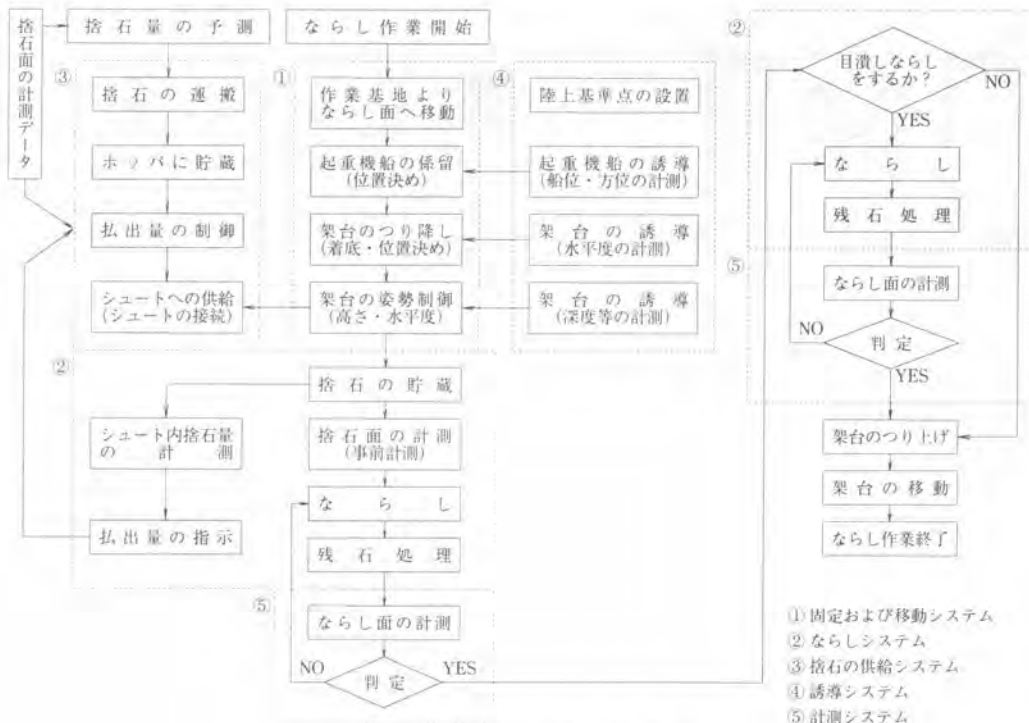 捨石面の計測データ
捨石量の予測
③
捨石の運搬
ホッパに貯蔵
払出量の制御
シュートへの供給
(シュートの接続)
ならし作業開始
①
作業基地より
ならし面へ移動
起重機船の係留
(位置決め)
架台のつり降し
(着底・位置決め)
架台の姿勢制御
(高さ・水平度)
④
陸上基準点の設置
起重機船の誘導
(船位・方位の計測)
架台の誘導
(水平度の計測)
架台の誘導
(深度等の計測)
②
捨石の貯蔵
シュート内捨石量
の計測
払出量の指示
捨石面の計測
(事前計測)
ならし
残石処理
⑤
ならし面の計測
NO
判定
YES
②
目潰しならし
をするか？
NO
YES
ならし
残石処理
⑤
ならし面の計測
NO
判定
YES
架台のつり上げ
架台の移動
ならし作業終了
①固定および移動システム
②ならしシステム
③捨石の供給システム
④誘導システム
⑤計測システム